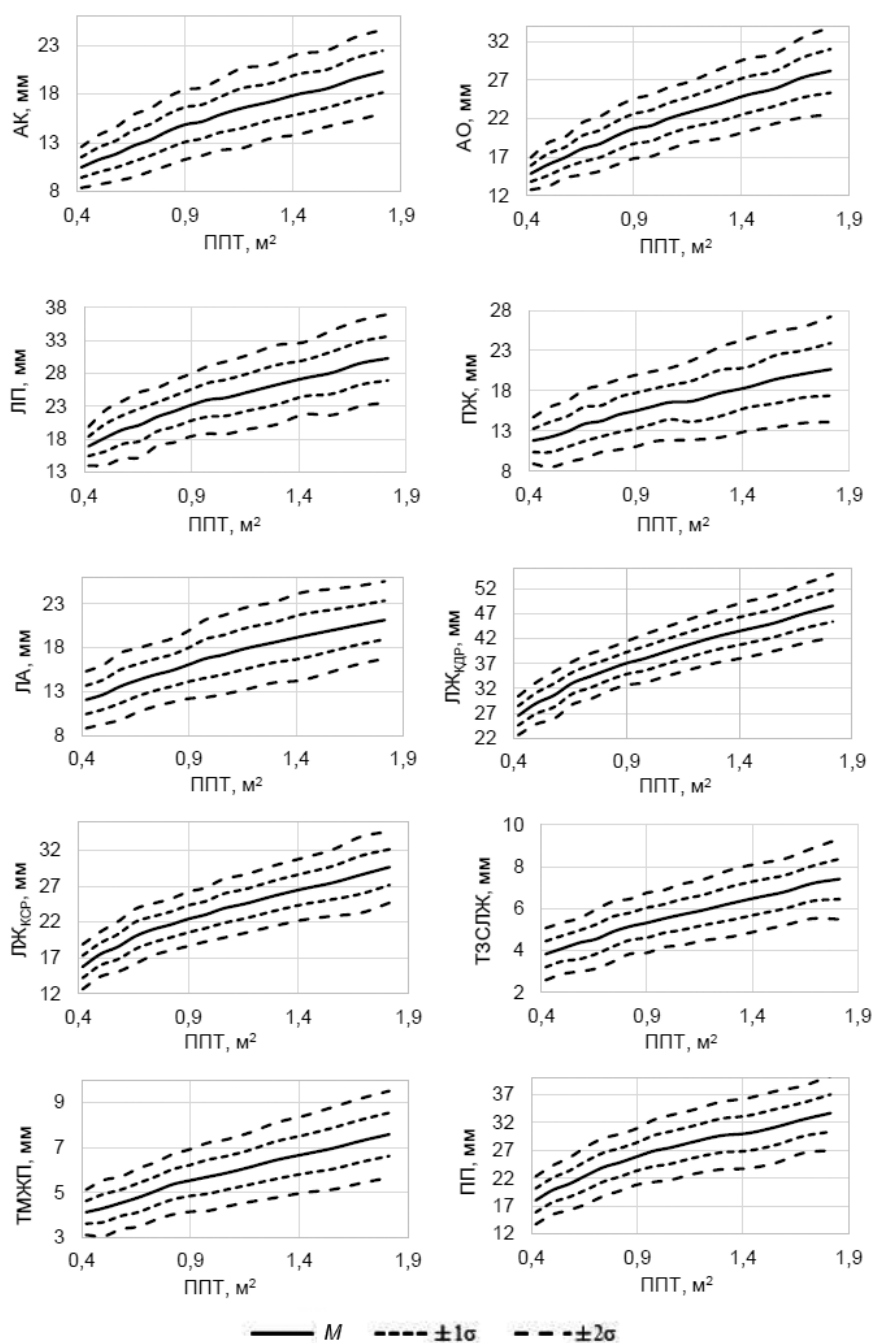 АК, мм
23
18
13
8
0,4 0,9 1,4 1,9
ППТ, м²
АО, мм
32
27
22
17
12
0,4 0,9 1,4 1,9
ППТ, м²
ЛП, мм
38
33
28
23
18
13
0,4 0,9 1,4 1,9
ППТ, м²
ПЖ, мм
28
23
18
13
8
0,4 0,9 1,4 1,9
ППТ, м²
ЛА, мм
23
18
13
8
0,4 0,9 1,4 1,9
ППТ, м²
ЛЖКДР, мм
52
47
42
37
32
27
22
0,4 0,9 1,4 1,9
ППТ, м²
ЛЖКСР, мм
32
27
22
17
12
0,4 0,9 1,4 1,9
ППТ, м²
ТЗСЛЖ, мм
10
8
6
4
2
0,4 0,9 1,4 1,9
ППТ, м²
ТМЖП, мм
9
7
5
3
0,4 0,9 1,4 1,9
ППТ, м²
ПП, мм
37
32
27
22
17
12
0,4 0,9 1,4 1,9
ППТ, м²
M ±1σ ±2σ